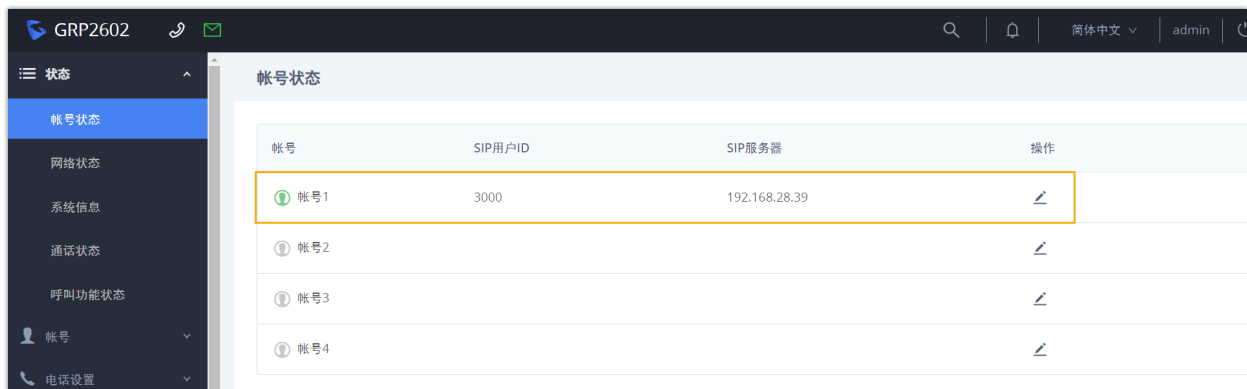 GRP2602 简体中文 admin
状态
帐号状态
网络状态
系统信息
通话状态
呼叫功能状态
帐号
电话设置
帐号状态
帐号 SIP用户ID SIP服务器 操作
帐号1 3000 192.168.28.39
帐号2
帐号3
帐号4